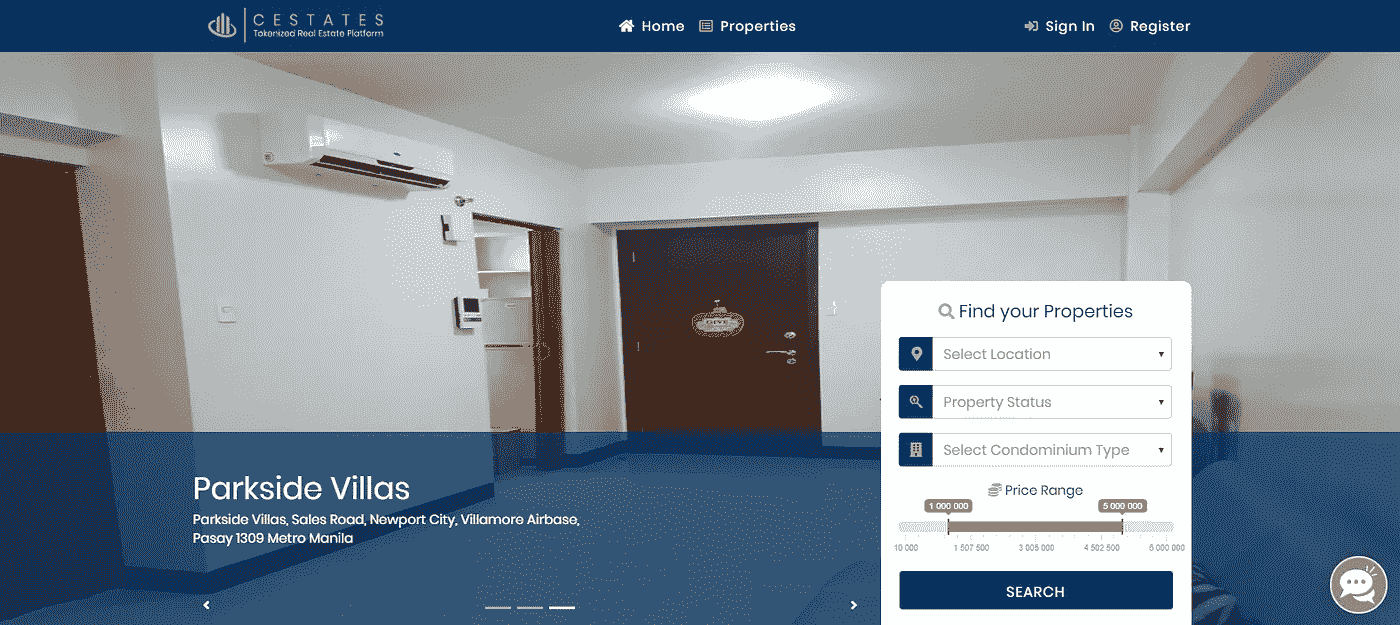 CESTATES
Tokenized Real Estate Platform
Home
Properties
Sign In
Register
GIVE
Find your Properties
Select Location
Property Status
Select Condominium Type
Price Range
1 000 000
5 000 000
10 000
1 507 500
3 005 000
4 502 500
6 000 000
SEARCH
Parkside Villas
Parkside Villas, Sales Road, Newport City, Villamore Airbase,
Pasay 1309 Metro Manila